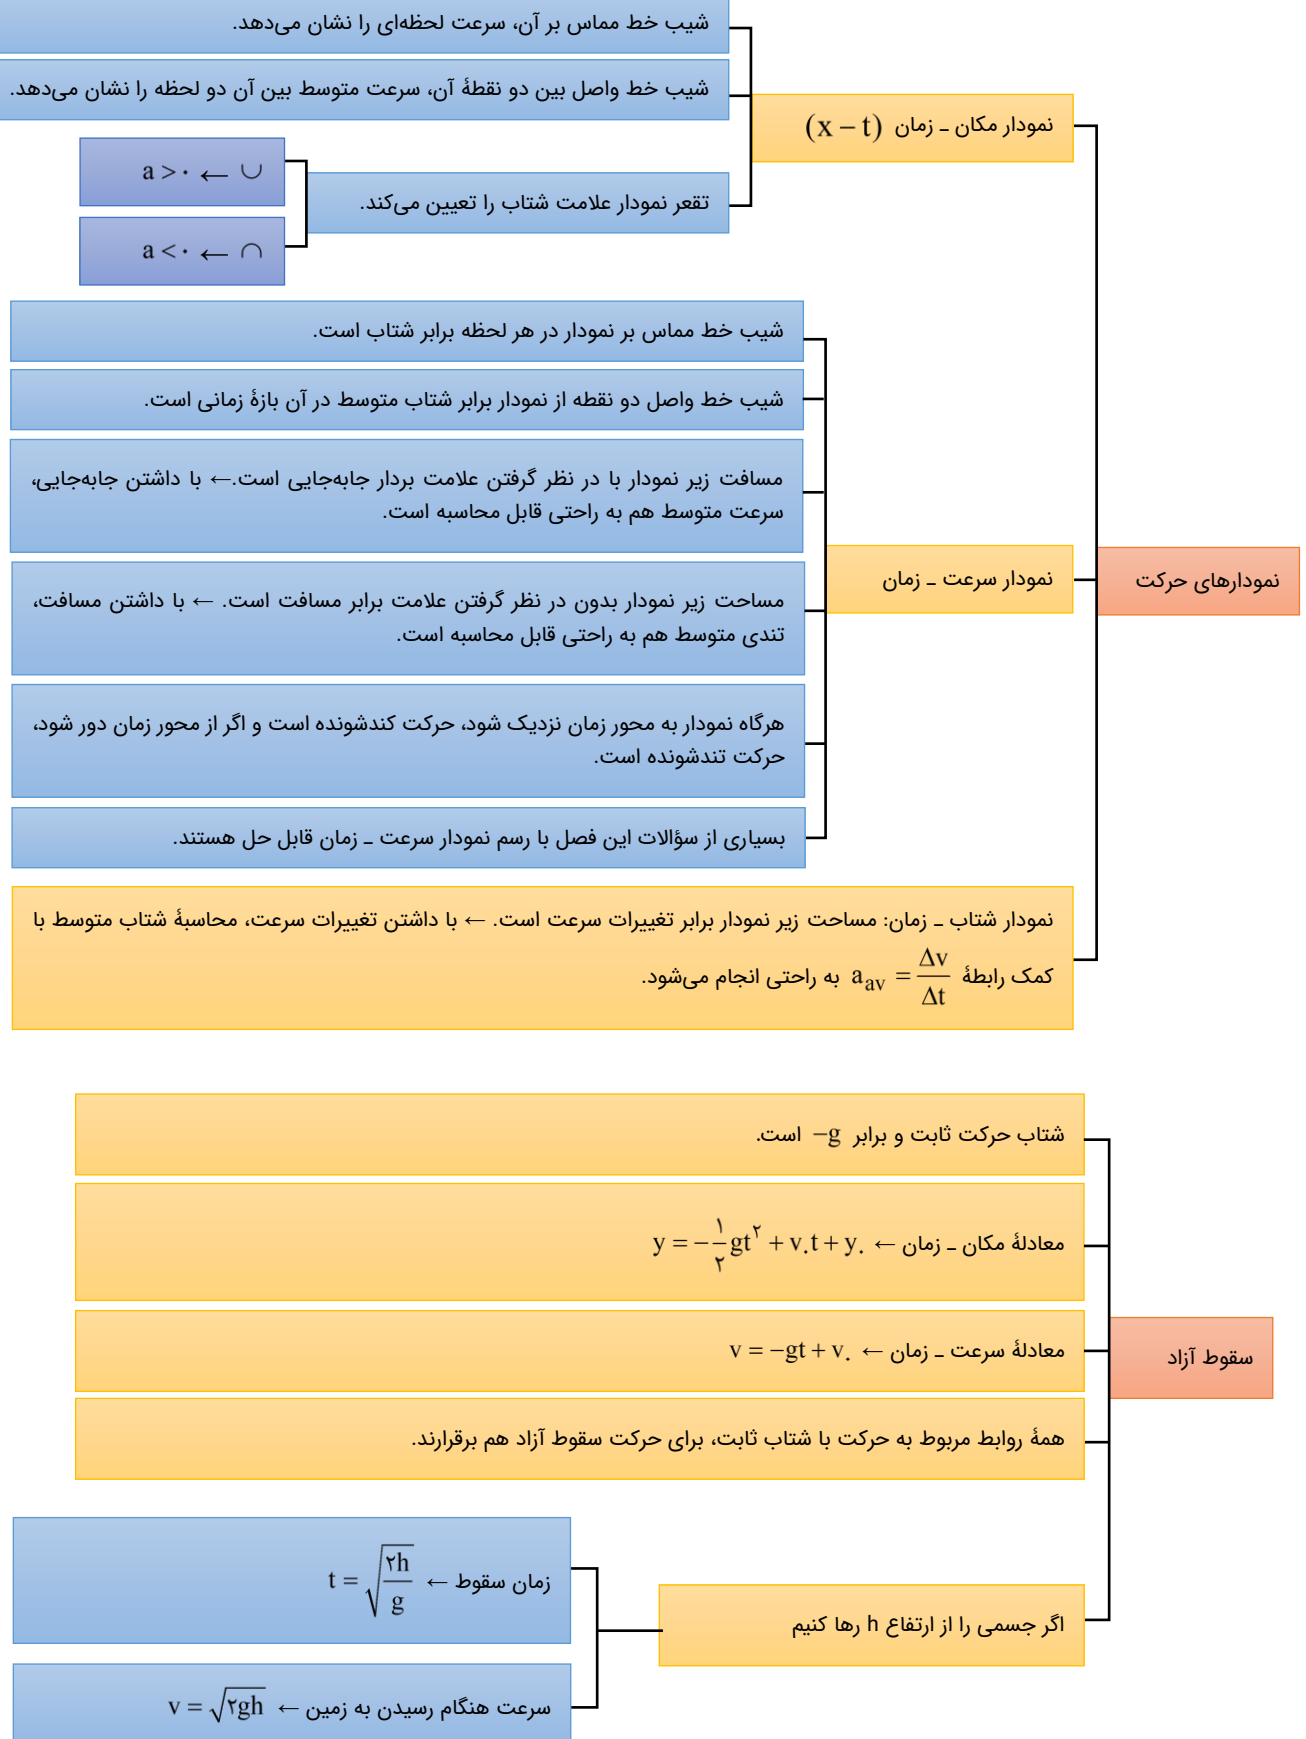 شیب خط مماس بر آن، سرعت لحظه‌ای را نشان می‌دهد.
شیب خط واصل بین دو نقطهٔ آن، سرعت متوسط بین آن دو لحظه را نشان می‌دهد.
نمودار مکان ـ زمان (x − t)
تقعر نمودار علامت شتاب را تعیین می‌کند.
∪ ← a > ۰
∩ ← a < ۰
شیب خط مماس بر نمودار در هر لحظه برابر شتاب است.
شیب خط واصل دو نقطه از نمودار برابر شتاب متوسط در آن بازهٔ زمانی است.
مسافت زیر نمودار با در نظر گرفتن علامت بردار جابه‌جایی است.← با داشتن جابه‌جایی،
سرعت متوسط هم به راحتی قابل محاسبه است.
نمودارهای حرکت
نمودار سرعت ـ زمان
مساحت زیر نمودار بدون در نظر گرفتن علامت برابر مسافت است. ← با داشتن مسافت،
تندی متوسط هم به راحتی قابل محاسبه است.
هرگاه نمودار به محور زمان نزدیک شود، حرکت کندشونده است و اگر از محور زمان دور شود،
حرکت تندشونده است.
بسیاری از سؤالات این فصل با رسم نمودار سرعت ـ زمان قابل حل هستند.
نمودار شتاب ـ زمان: مساحت زیر نمودار برابر تغییرات سرعت است. ← با داشتن تغییرات سرعت، محاسبهٔ شتاب متوسط با
کمک رابطهٔ a_av = Δv/Δt به راحتی انجام می‌شود.
شتاب حرکت ثابت و برابر −g است.
معادلهٔ مکان ـ زمان ← y = −۱/۲ gt^۲ + v۰t + y۰
معادلهٔ سرعت ـ زمان ← v = −gt + v۰
سقوط آزاد
همهٔ روابط مربوط به حرکت با شتاب ثابت، برای حرکت سقوط آزاد هم برقرارند.
زمان سقوط ← t = √(۲h/g)
اگر جسمی را از ارتفاع h رها کنیم
سرعت هنگام رسیدن به زمین ← v = √(۲gh)